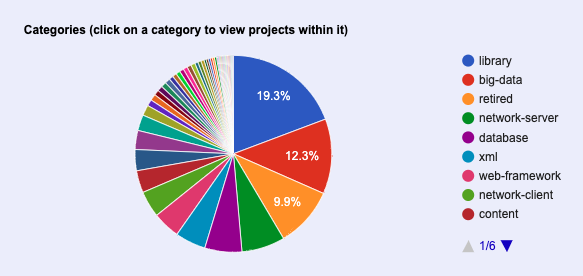 Categories (click on a category to view projects within it)
19.3%
12.3%
9.9%
library
big-data
retired
network-server
database
xml
web-framework
network-client
content
1/6